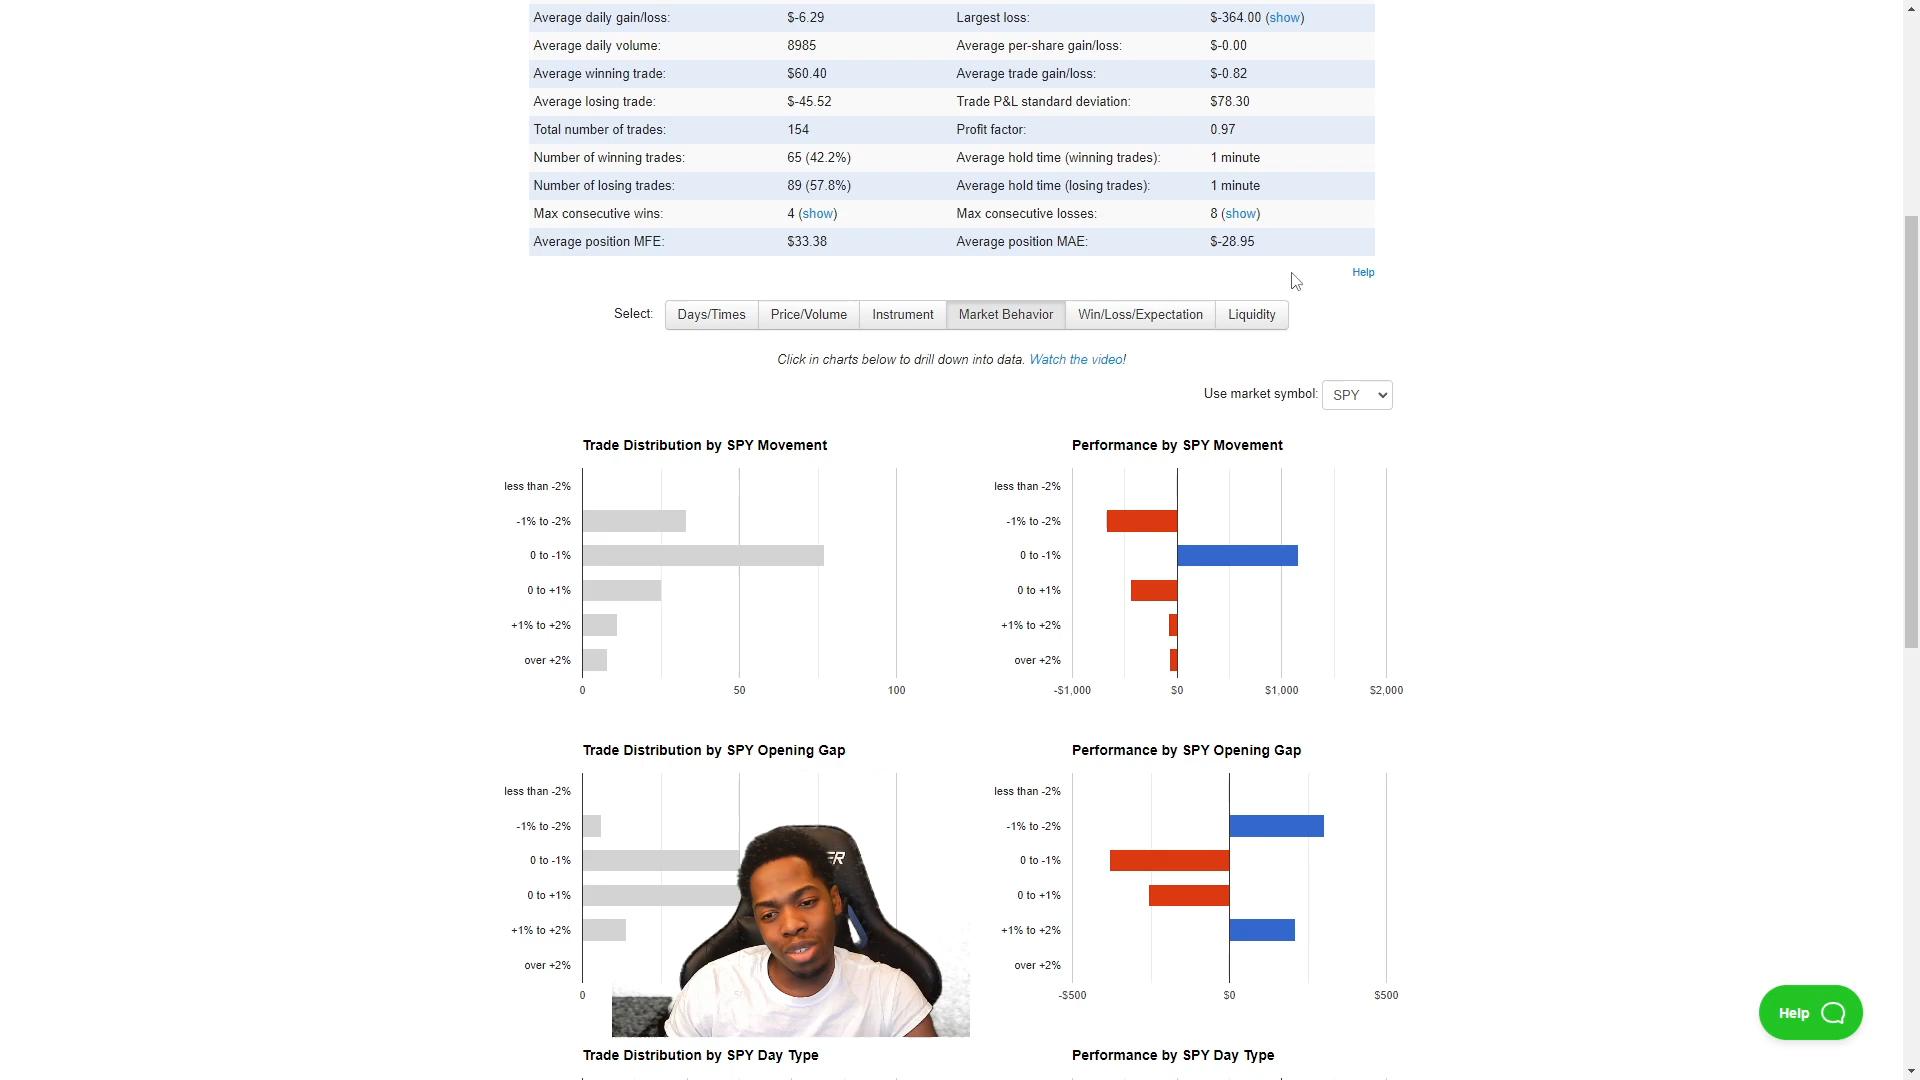 Average daily gain/loss: $-6.29 Largest loss: $-364.00 (show)
Average daily volume: 8985 Average per-share gain/loss: $-0.00
Average winning trade: $60.40 Average trade gain/loss: $-0.82
Average losing trade: $-45.52 Trade P&L standard deviation: $78.30
Total number of trades: 154 Profit factor: 0.97
Number of winning trades: 65 (42.2%) Average hold time (winning trades): 1 minute
Number of losing trades: 89 (57.8%) Average hold time (losing trades): 1 minute
Max consecutive wins: 4 (show) Max consecutive losses: 8 (show)
Average position MFE: $33.38 Average position MAE: $-28.95
Help
Select: Days/Times Price/Volume Instrument Market Behavior Win/Loss/Expectation Liquidity
Click in charts below to drill down into data. Watch the video!
Use market symbol: SPY
Trade Distribution by SPY Movement
less than -2%
-1% to -2%
0 to -1%
0 to +1%
+1% to +2%
over +2%
0 50 100
Performance by SPY Movement
less than -2%
-1% to -2%
0 to -1%
0 to +1%
+1% to +2%
over +2%
-$1,000 $0 $1,000 $2,000
Trade Distribution by SPY Opening Gap
less than -2%
-1% to -2%
0 to -1%
0 to +1%
+1% to +2%
over +2%
0
Performance by SPY Opening Gap
less than -2%
-1% to -2%
0 to -1%
0 to +1%
+1% to +2%
over +2%
-$500 $0 $500
Help
Trade Distribution by SPY Day Type
Performance by SPY Day Type